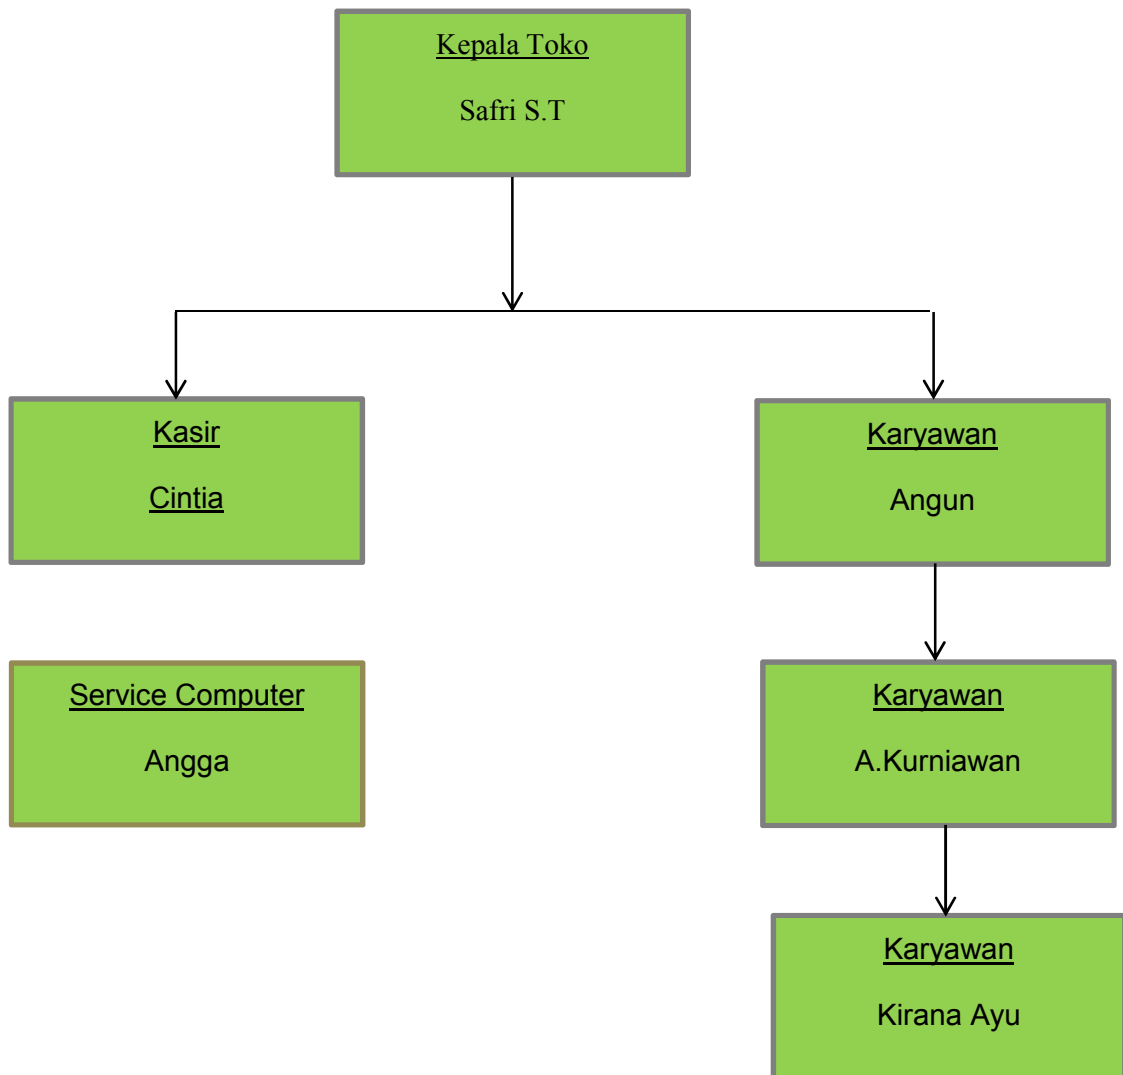 Kepala Toko
Safri S.T
Kasir
Cintia
Karyawan
Angun
Service Computer
Angga
Karyawan
A.Kurniawan
Karyawan
Kirana Ayu